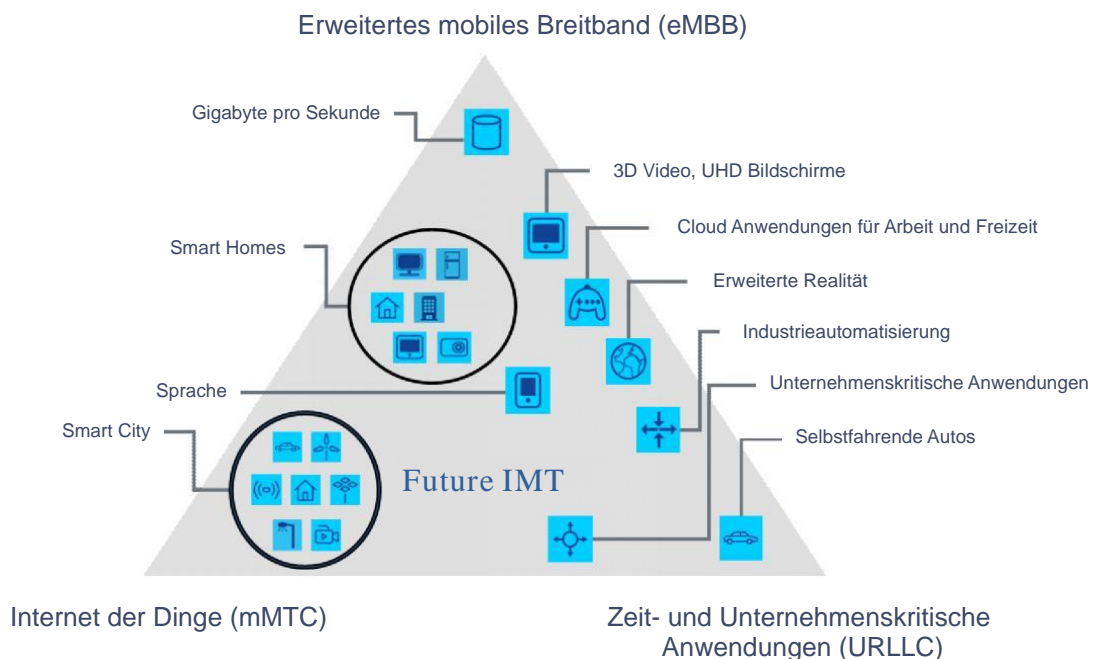 Erweitertes mobiles Breitband (eMBB)
Gigabyte pro Sekunde
3D Video, UHD Bildschirme
Cloud Anwendungen für Arbeit und Freizeit
Smart Homes
Erweiterte Realität
Industrieautomatisierung
Unternehmenskritische Anwendungen
Sprache
Smart City
Selbstfahrende Autos
Future IMT
Internet der Dinge (mMTC)
Zeit- und Unternehmenskritische
Anwendungen (URLLC)